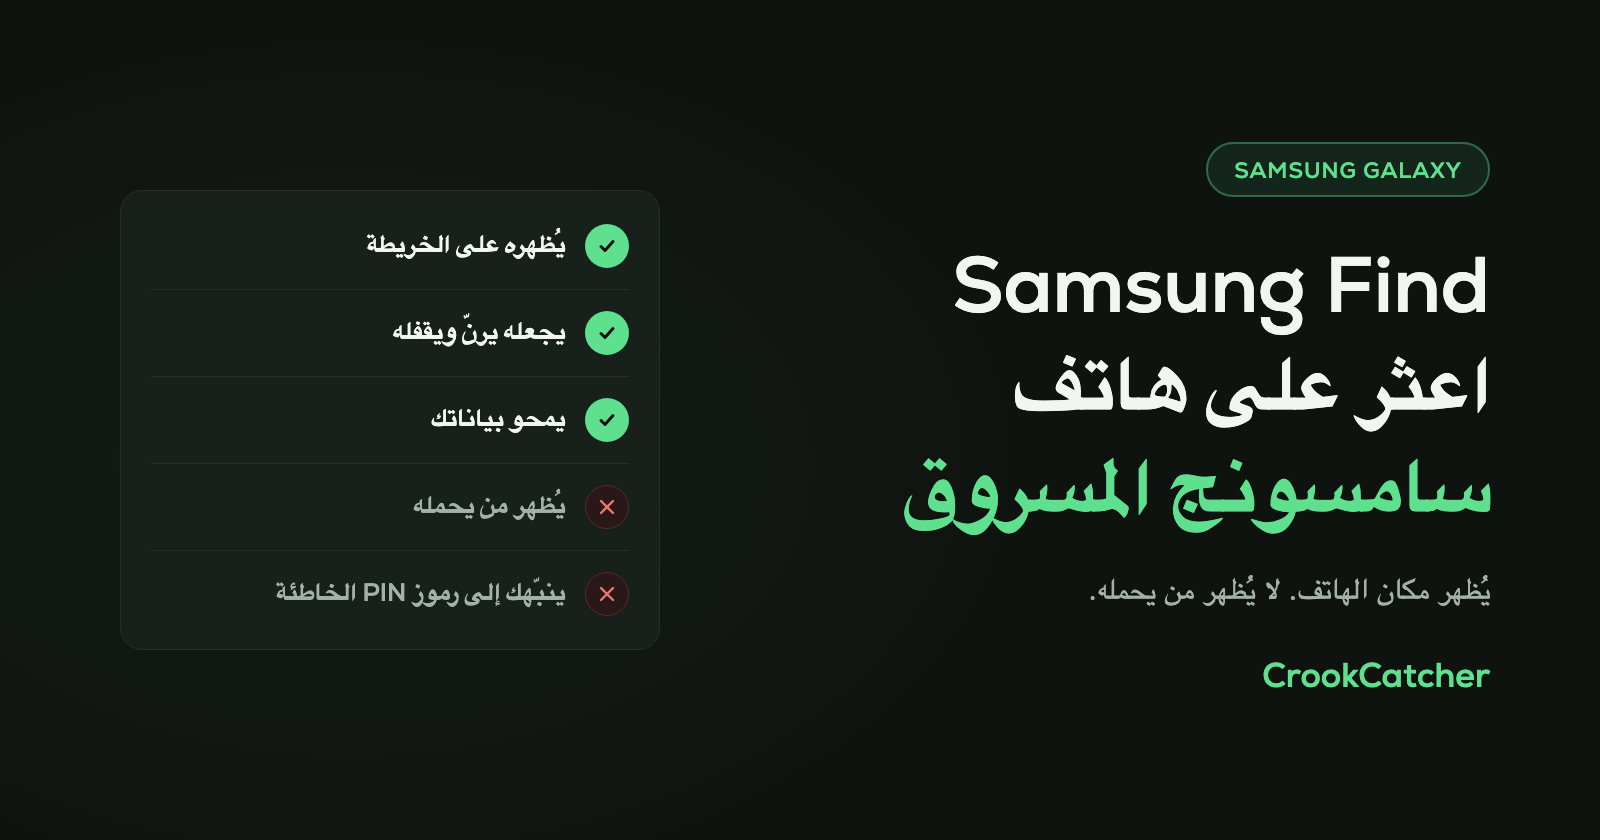 SAMSUNG GALAXY
Samsung Find
اعثر على هاتف
سامسونج المسروق
يُظهر مكان الهاتف. لا يُظهر من يحمله.
CrookCatcher
يُظهره على الخريطة
يجعله يرنّ ويقفله
يمحو بياناتك
يُظهر من يحمله
ينبّهك إلى رموز PIN الخاطئة